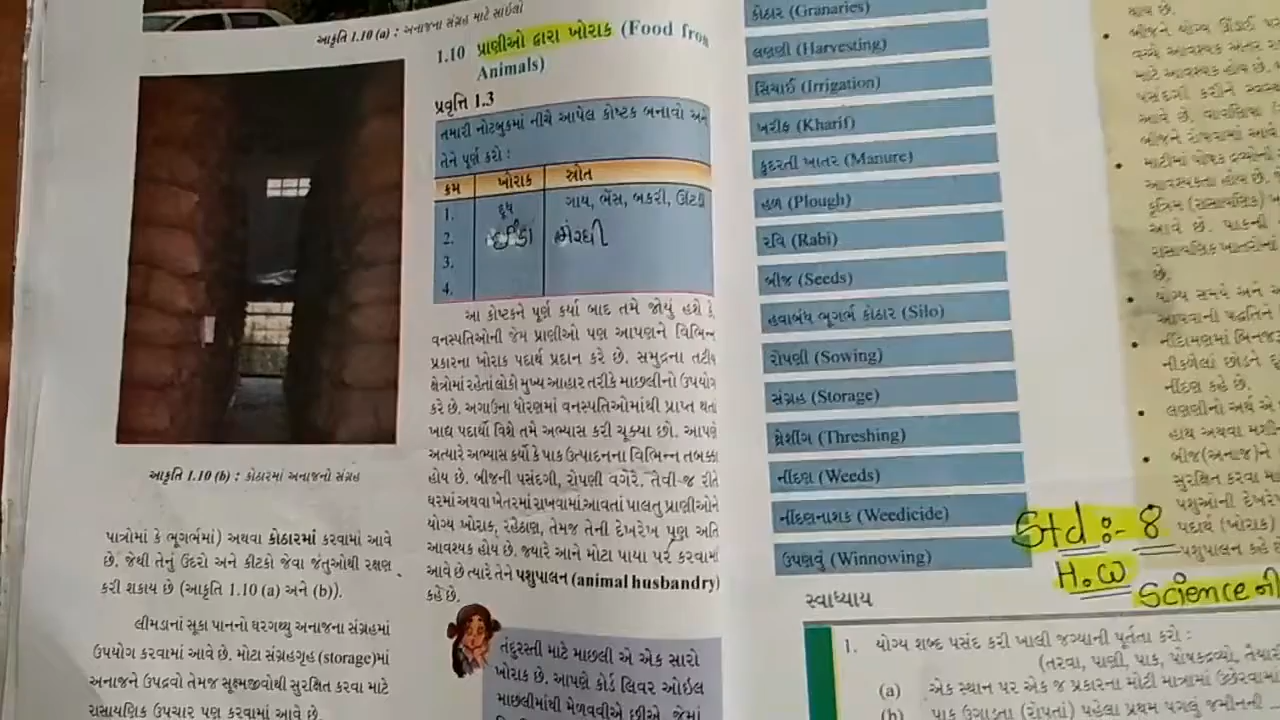 આકૃતિ 1.10 (a) : અનાજના સંગ્રહ માટે સાઈલો
આકૃતિ 1.10 (b) : કોઠારમાં અનાજનો સંગ્રહ
પાત્રોમાં કે ભૂગર્ભમાં) અથવા કોઠારમાં કરવામાં આવે
છે. જેથી તેનું ઉંદરો અને કીટકો જેવા જંતુઓથી રક્ષણ
કરી શકાય છે (આકૃતિ 1.10 (a) અને (b)).
લીમડાનાં સૂકા પાનનો ઘરગથ્થુ અનાજના સંગ્રહમાં
ઉપયોગ કરવામાં આવે છે. મોટા સંગ્રહગૃહ (storage)માં
અનાજને ઉપદ્રવો તેમજ સૂક્ષ્મજીવોથી સુરક્ષિત કરવા માટે
રાસાયણિક ઉપચાર પણ કરવામાં આવે છે.
1.10 પ્રાણીઓ દ્વારા ખોરાક (Food from
Animals)
પ્રવૃત્તિ 1.3
તમારી નોટબુકમાં નીચે આપેલ કોષ્ટક બનાવો અને
તેને પૂર્ણ કરો :
ક્રમ ખોરાક સ્રોત
1. દૂધ ગાય, ભેંસ, બકરી, ઊંટડી
2. ઈંડા મરઘી
3.
4.
આ કોષ્ટકને પૂર્ણ કર્યા બાદ તમે જોયું હશે કે,
વનસ્પતિઓની જેમ પ્રાણીઓ પણ આપણને વિભિન્ન
પ્રકારના ખોરાક પદાર્થ પ્રદાન કરે છે. સમુદ્રના તટીય
ક્ષેત્રોમાં રહેતાં લોકો મુખ્ય આહાર તરીકે માછલીનો ઉપયોગ
કરે છે. અગાઉના ધોરણમાં વનસ્પતિઓમાંથી પ્રાપ્ત થતાં
ખાદ્ય પદાર્થો વિશે તમે અભ્યાસ કરી ચૂક્યા છો. આપણે
અત્યારે અભ્યાસ કર્યો કે પાક ઉત્પાદનના વિભિન્ન તબક્કા
હોય છે. બીજની પસંદગી, રોપણી વગેરે. તેવી-જ રીતે
ઘરમાં અથવા ખેતરમાં રાખવામાં આવતાં પાલતુ પ્રાણીઓને
યોગ્ય ખોરાક, રહેઠાણ, તેમજ તેની દેખરેખ પૂણ અતિ
આવશ્યક હોય છે. જ્યારે આને મોટા પાયા પર કરવામાં
આવે છે ત્યારે તેને પશુપાલન (animal husbandry)
કહે છે.
તંદુરસ્તી માટે માછલી એ એક સારો
ખોરાક છે. આપણે કોર્ડ લિવર ઓઇલ
માછલીમાંથી મેળવવીએ છીએ. જેમાં
કોઠાર (Granaries)
લણણી (Harvesting)
સિંચાઈ (Irrigation)
ખરીફ (Kharif)
કુદરતી ખાતર (Manure)
હળ (Plough)
રવિ (Rabi)
બીજ (Seeds)
હવાબંધ ભૂગર્ભ કોઠાર (Silo)
રોપણી (Sowing)
સંગ્રહ (Storage)
થ્રેશીંગ (Threshing)
નીંદણ (Weeds)
નીંદણનાશક (Weedicide)
ઉપણવું (Winnowing)
સ્વાધ્યાય
Std :- 8
H.W
Science ની
1. યોગ્ય શબ્દ પસંદ કરી ખાલી જગ્યાની પૂર્તતા કરો :
(તરવા, પાણી, પાક, પોષકદ્રવ્યો, તૈયારી
(a) એક સ્થાન પર એક જ પ્રકારના મોટી માત્રામાં ઉછેરવામાં
(b) પાક ઉગાડતા (રોપતાં) પહેલા પ્રથમ પગલું જમીનની